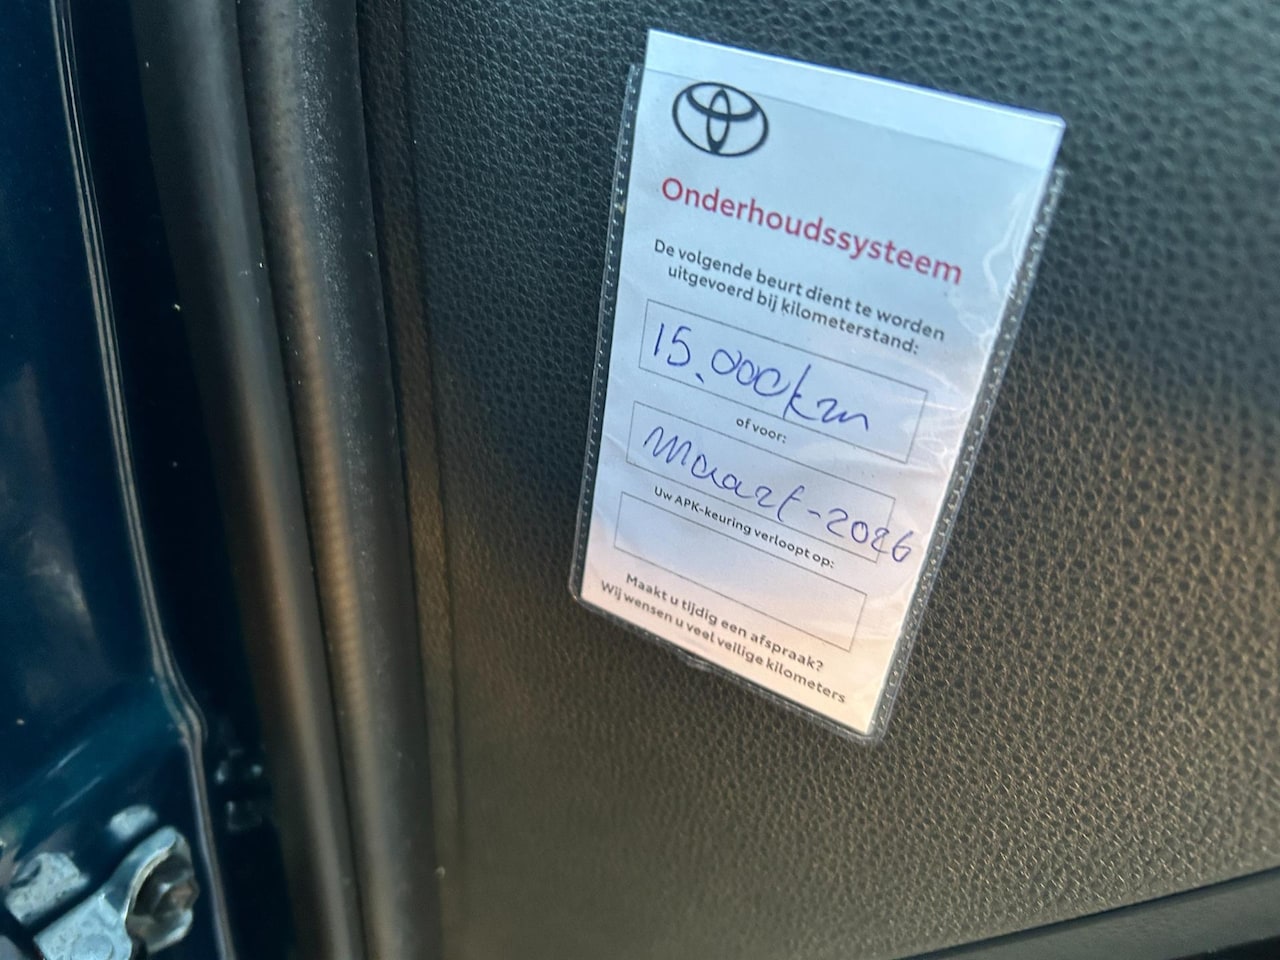 Onderhoudssysteem
De volgende beurt dient te worden
uitgevoerd bij kilometerstand:
15.000km
of voor:
Maart-2026
Uw APK-keuring verloopt op:
Maakt u tijdig een afspraak?
Wij wensen u veel veilige kilometers